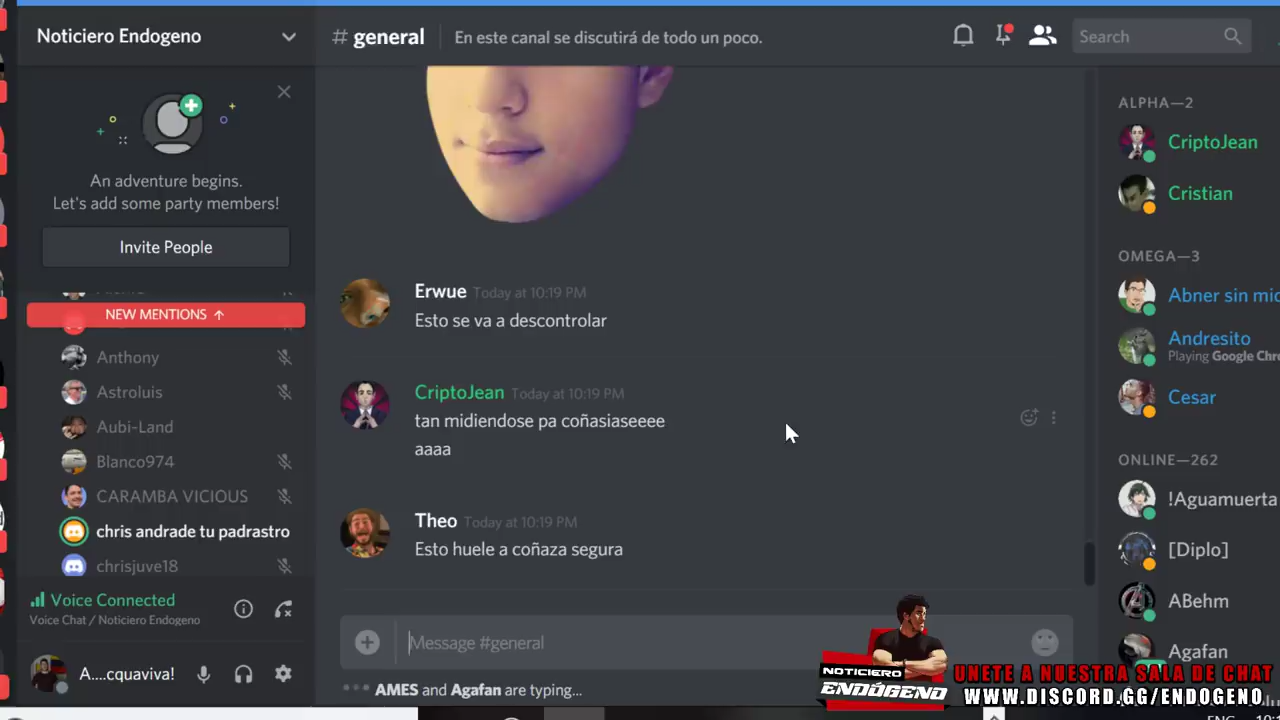 Noticiero Endogeno
# general
En este canal se discutirá de todo un poco.
Search
An adventure begins.
Let's add some party members!
Invite People
NEW MENTIONS ↑
Anthony
Astroluis
Aubi-Land
Blanco974
CARAMBA VICIOUS
chris andrade tu padrastro
chrisjuve18
Voice Connected
Voice Chat / Noticiero Endogeno
A....cquaviva!
Erwue Today at 10:19 PM
Esto se va a descontrolar
CriptoJean Today at 10:19 PM
tan midiendose pa coñasiaseeee
aaaa
Theo Today at 10:19 PM
Esto huele a coñaza segura
Message #general
AMES and Agafan are typing...
ALPHA—2
CriptoJean
Cristian
OMEGA—3
Abner sin mic
Andresito
Playing Google Chro
Cesar
ONLINE—262
!Aguamuerta
[Diplo]
ABehm
Agafan
NOTICIERO
ENDÓGENO
UNETE A NUESTRA SALA DE CHAT
WWW.DISCORD.GG/ENDOGENO
ENG